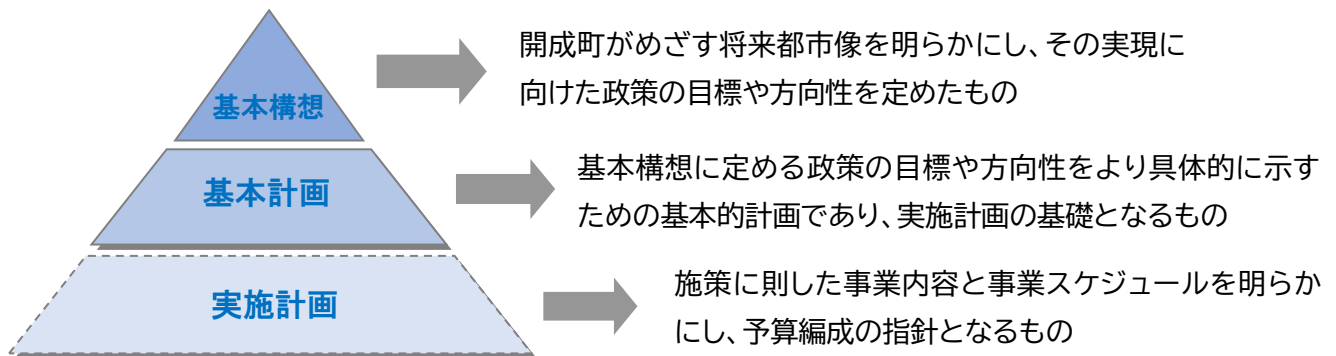 基本構想
開成町がめざす将来都市像を明らかにし、その実現に
向けた政策の目標や方向性を定めたもの
基本計画
基本構想に定める政策の目標や方向性をより具体的に示す
ための基本的計画であり、実施計画の基礎となるもの
実施計画
施策に則した事業内容と事業スケジュールを明らか
にし、予算編成の指針となるもの